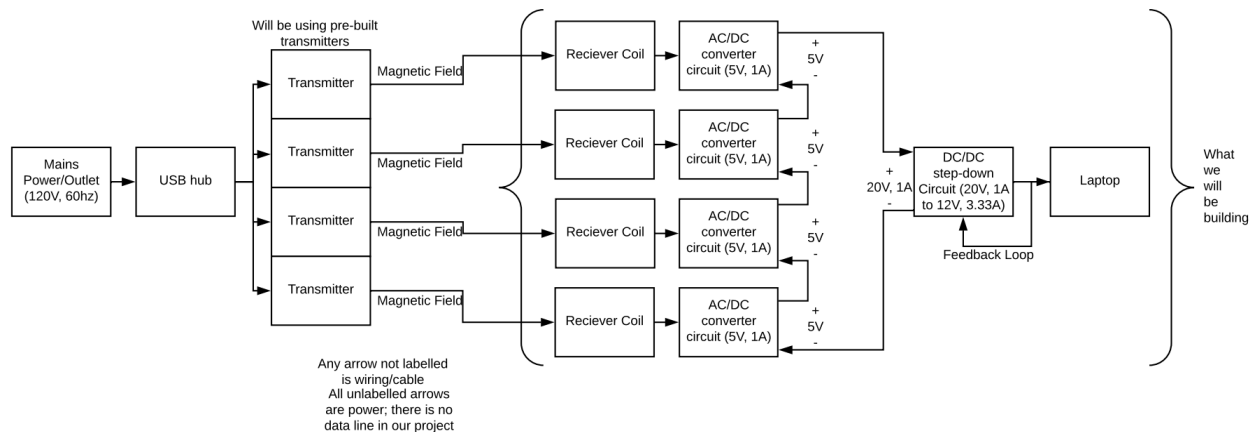 Will be using pre-built
transmitters
Mains
Power/Outlet
(120V, 60hz)
USB hub
Transmitter
Magnetic Field
Reciever Coil
AC/DC
converter
circuit (5V, 1A)
+
5V
-
Transmitter
Magnetic Field
Reciever Coil
AC/DC
converter
circuit (5V, 1A)
+
5V
-
Transmitter
Magnetic Field
Reciever Coil
AC/DC
converter
circuit (5V, 1A)
+
5V
-
Transmitter
Magnetic Field
Reciever Coil
AC/DC
converter
circuit (5V, 1A)
+
5V
-
+
20V, 1A
-
DC/DC
step-down
Circuit (20V, 1A
to 12V, 3.33A)
Feedback Loop
Laptop
What
we
will
be
building
Any arrow not labelled
is wiring/cable
All unlabelled arrows
are power; there is no
data line in our project